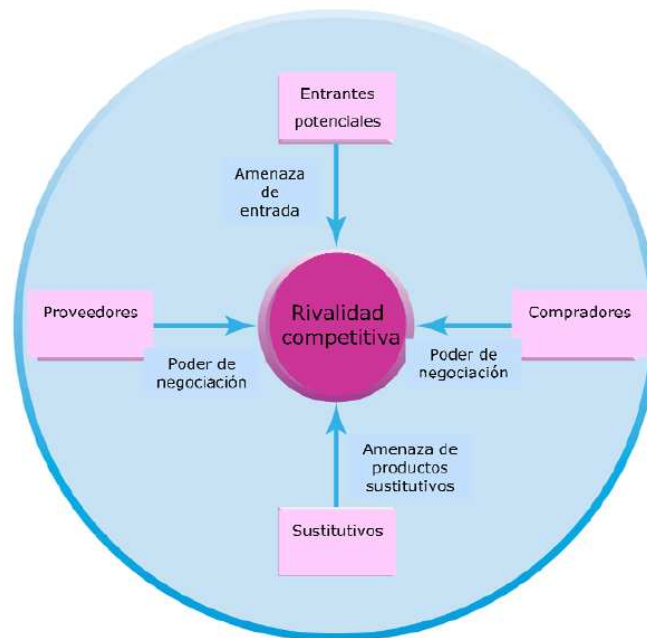 Entrantes
potenciales
Amenaza
de
entrada
Proveedores
Rivalidad
competitiva
Compradores
Poder de
negociación
Poder de
negociación
Amenaza de
productos
sustitutivos
Sustitutivos